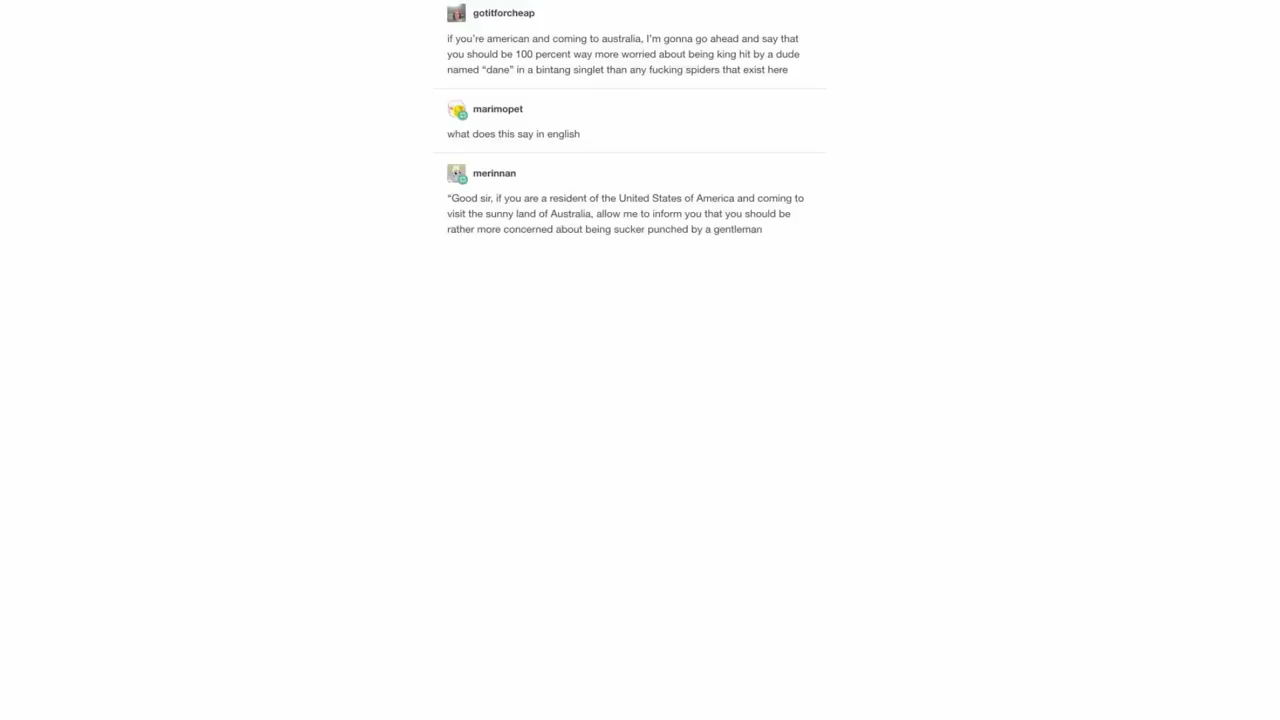 gotitforcheap
if you’re american and coming to australia, I’m gonna go ahead and say that
you should be 100 percent way more worried about being king hit by a dude
named “dane” in a bintang singlet than any fucking spiders that exist here
marimopet
what does this say in english
merinnan
“Good sir, if you are a resident of the United States of America and coming to
visit the sunny land of Australia, allow me to inform you that you should be
rather more concerned about being sucker punched by a gentleman